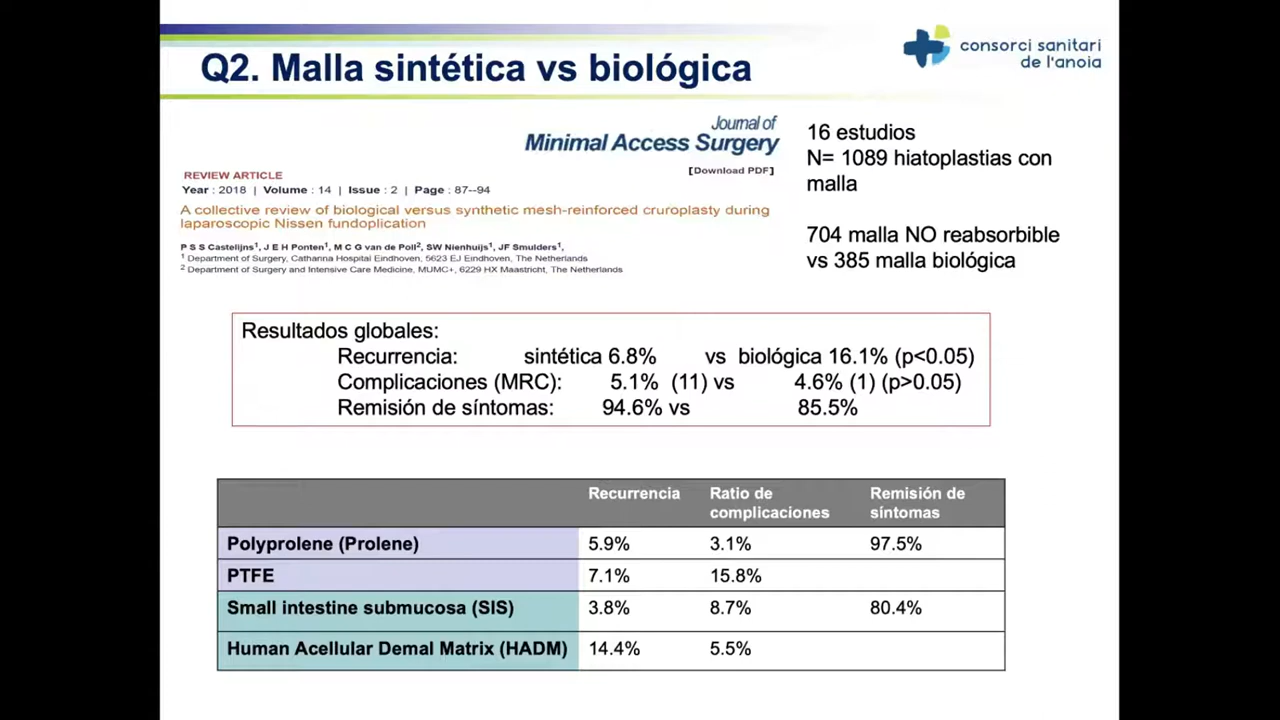 Q2. Malla sintética vs biológica
consorci sanitari
de l'anoia
Journal of
Minimal Access Surgery
[Download PDF]
REVIEW ARTICLE
Year : 2018 | Volume : 14 | Issue : 2 | Page : 87--94
A collective review of biological versus synthetic mesh-reinforced cruroplasty during
laparoscopic Nissen fundoplication
P S S Castelijns1, J E H Ponten1, M C G van de Poll2, SW Nienhuijs1, JF Smulders1,
1 Department of Surgery, Catharina Hospital Eindhoven, 5623 EJ Eindhoven, The Netherlands
2 Department of Surgery and Intensive Care Medicine, MUMC+, 6229 HX Maastricht, The Netherlands
16 estudios
N= 1089 hiatoplastias con
malla
704 malla NO reabsorbible
vs 385 malla biológica
Resultados globales:
Recurrencia: sintética 6.8% vs biológica 16.1% (p<0.05)
Complicaciones (MRC): 5.1% (11) vs 4.6% (1) (p>0.05)
Remisión de síntomas: 94.6% vs 85.5%
Recurrencia Ratio de Remisión de
complicaciones síntomas
Polyprolene (Prolene) 5.9% 3.1% 97.5%
PTFE 7.1% 15.8%
Small intestine submucosa (SIS) 3.8% 8.7% 80.4%
Human Acellular Demal Matrix (HADM) 14.4% 5.5%